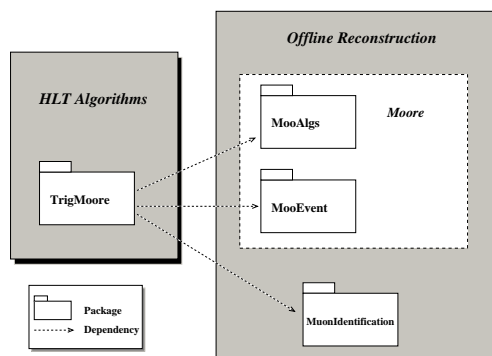 Offline Reconstruction
HLT Algorithms
Moore
MooAlgs
TrigMoore
MooEvent
Package
Dependency
MuonIdentification